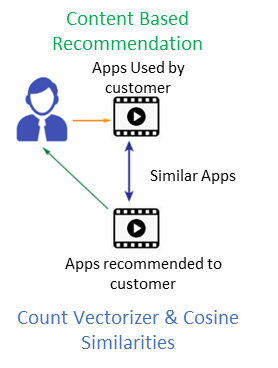 Content Based
Recommendation
Apps Used by
customer
Similar Apps
Apps recommended to
customer
Count Vectorizer & Cosine
Similarities